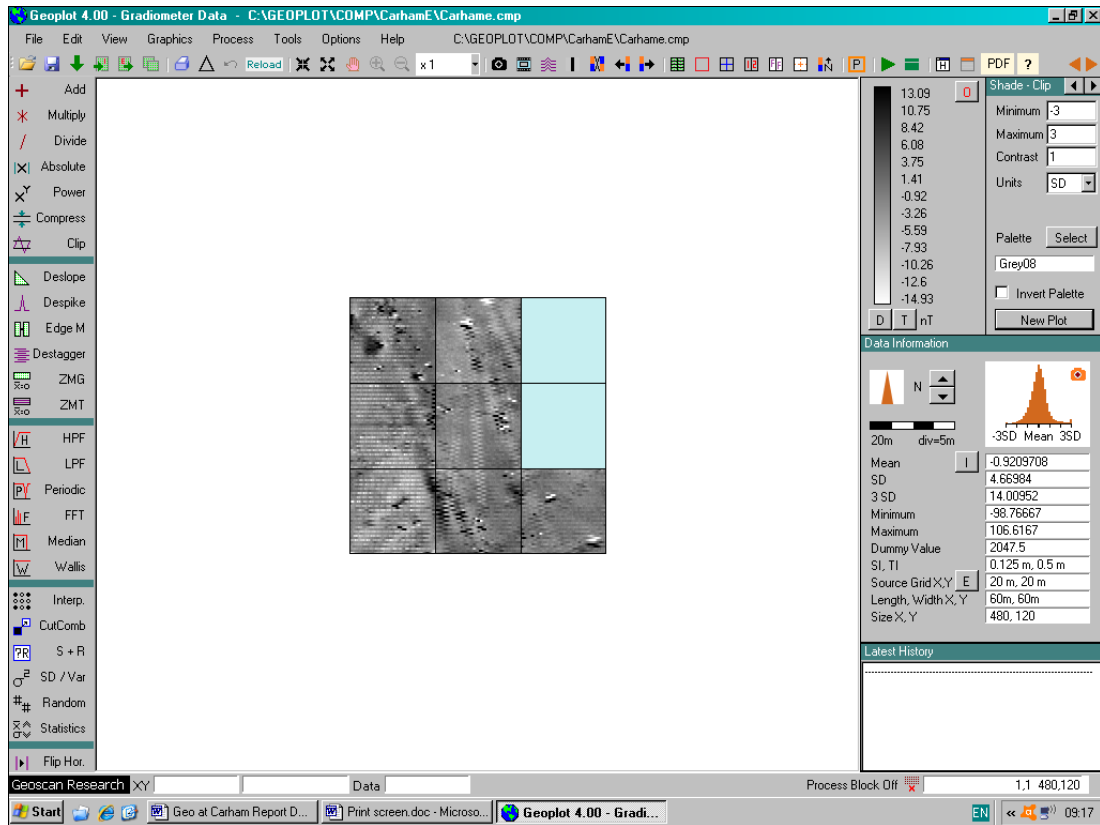 Geoplot 4.00 - Gradiometer Data - C:\GEOPLOT\COMP\CarhamE\Carhame.cmp
File Edit View Graphics Process Tools Options Help C:\GEOPLOT\COMP\CarhamE\Carhame.cmp
Reload x 1 P H PDF ?
Add
Multiply
Divide
|X| Absolute
XY Power
Compress
Clip
Deslope
Despike
Edge M
Destagger
ZMG
ZMT
HPF
LPF
Periodic
FFT
Median
Wallis
Interp.
CutComb
?R S + R
σ2 SD / Var
## Random
Statistics
Flip Hor.
13.09
10.75
8.42
6.08
3.75
1.41
-0.92
-3.26
-5.59
-7.93
-10.26
-12.6
-14.93
D T nT
0
Shade - Clip
Minimum -3
Maximum 3
Contrast 1
Units SD
Palette Select
Grey08
Invert Palette
New Plot
Data Information
N
20m div=5m
-3SD Mean 3SD
Mean I -0.9209708
SD 4.66984
3 SD 14.00952
Minimum -98.76667
Maximum 106.6167
Dummy Value 2047.5
SI, TI 0.125 m, 0.5 m
Source Grid X,Y E 20 m, 20 m
Length, Width X, Y 60m, 60m
Size X, Y 480, 120
Latest History
Geoscan Research XY Data Process Block Off 1,1 480,120
Start Geo at Carham Report D... Print screen.doc - Microso... Geoplot 4.00 - Gradi... EN « 09:17